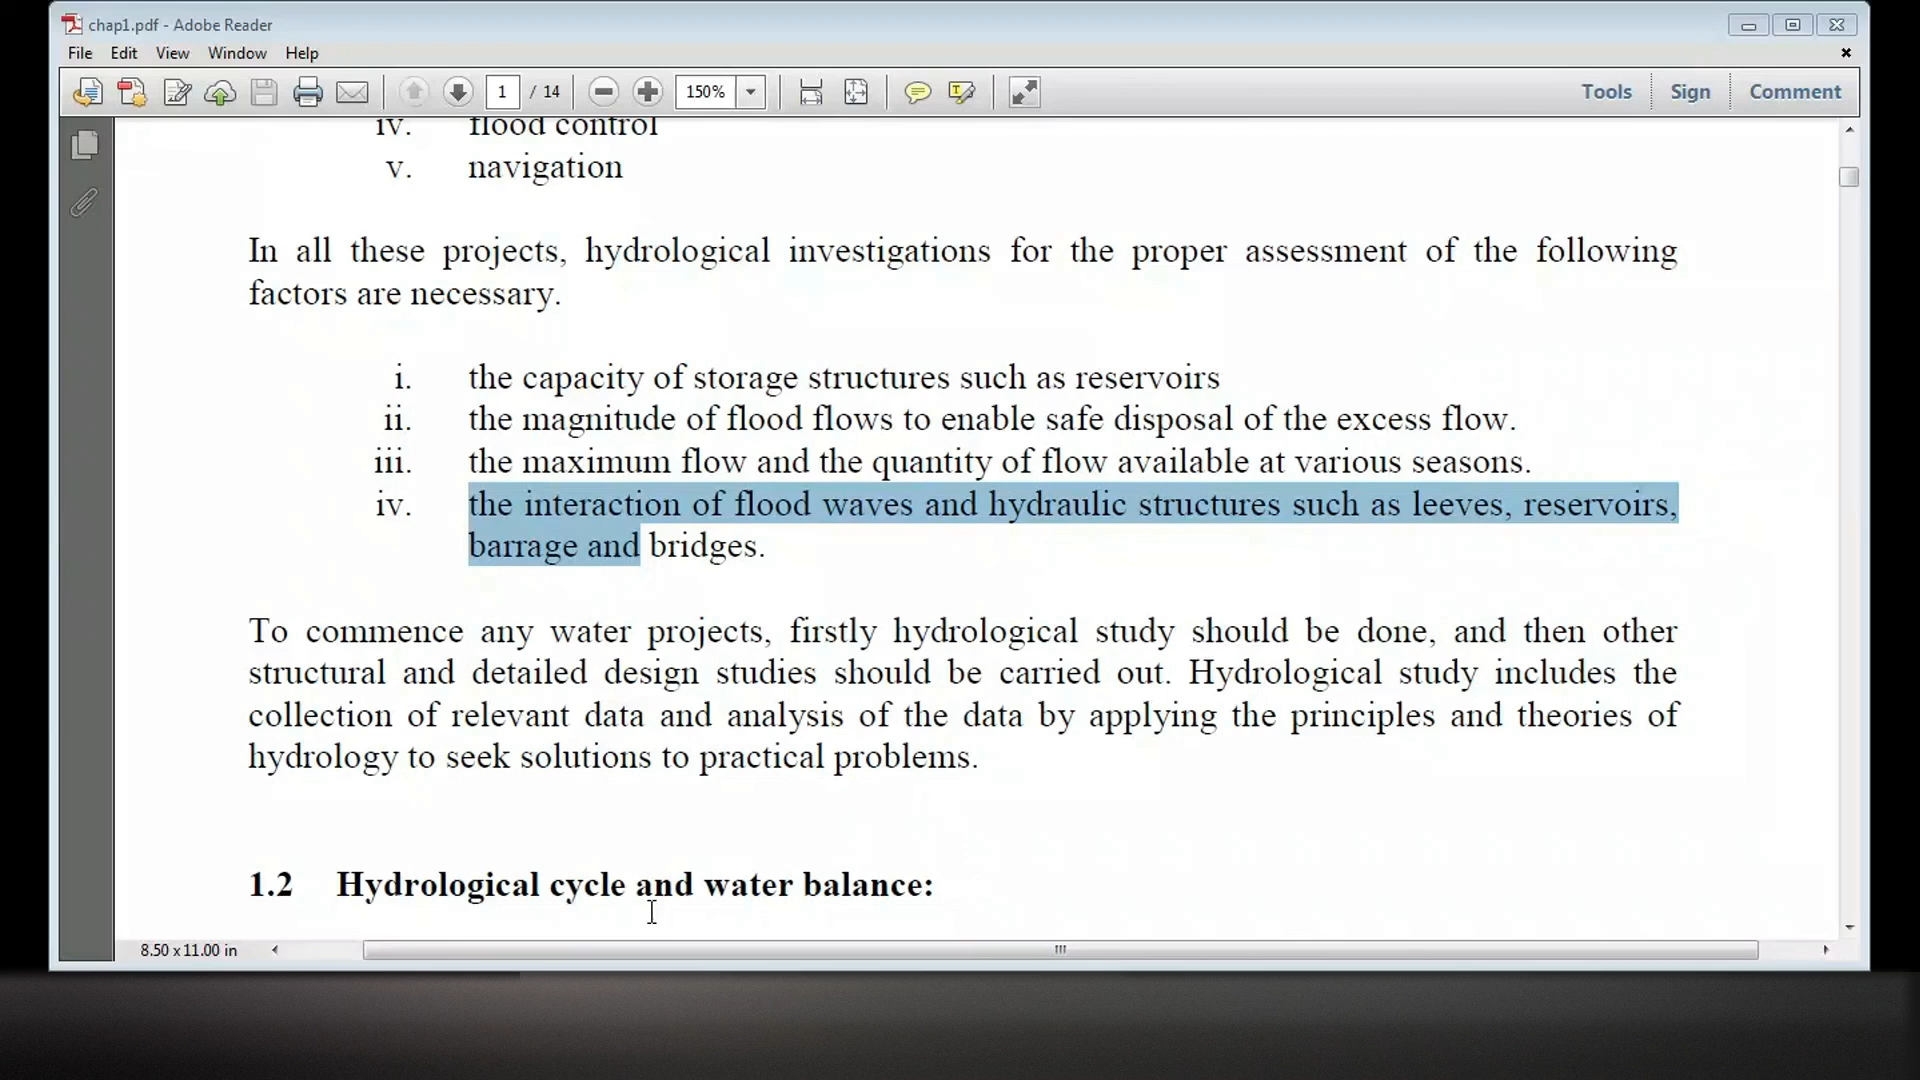 chap1.pdf - Adobe Reader
File Edit View Window Help
1 / 14 150% Tools Sign Comment
iv. flood control
v. navigation
In all these projects, hydrological investigations for the proper assessment of the following
factors are necessary.
i. the capacity of storage structures such as reservoirs
ii. the magnitude of flood flows to enable safe disposal of the excess flow.
iii. the maximum flow and the quantity of flow available at various seasons.
iv. the interaction of flood waves and hydraulic structures such as leeves, reservoirs,
barrage and bridges.
To commence any water projects, firstly hydrological study should be done, and then other
structural and detailed design studies should be carried out. Hydrological study includes the
collection of relevant data and analysis of the data by applying the principles and theories of
hydrology to seek solutions to practical problems.
1.2 Hydrological cycle and water balance:
8.50 x 11.00 in